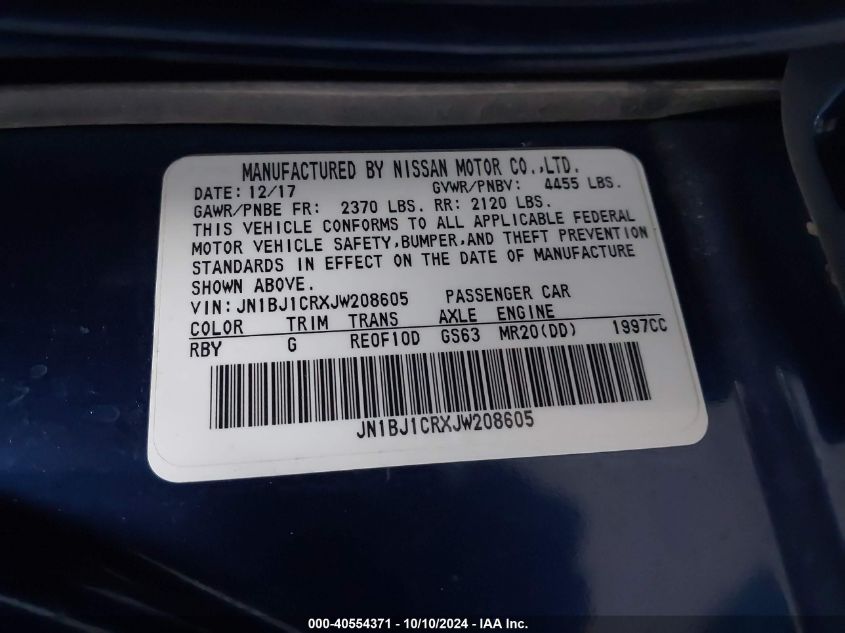 MANUFACTURED BY NISSAN MOTOR CO.,LTD.
DATE: 12/17 GVWR/PNBV: 4455 LBS.
GAWR/PNBE FR: 2370 LBS. RR: 2120 LBS.
THIS VEHICLE CONFORMS TO ALL APPLICABLE FEDERAL
MOTOR VEHICLE SAFETY,BUMPER,AND THEFT PREVENTION
STANDARDS IN EFFECT ON THE DATE OF MANUFACTURE
SHOWN ABOVE.
VIN:JN1BJ1CRXJW208605 PASSENGER CAR
COLOR TRIM TRANS AXLE ENGINE
RBY G RE0F10D GS63 MR20(DD) 1997CC
JN1BJ1CRXJW208605
000-40554371 - 10/10/2024 - IAA Inc.